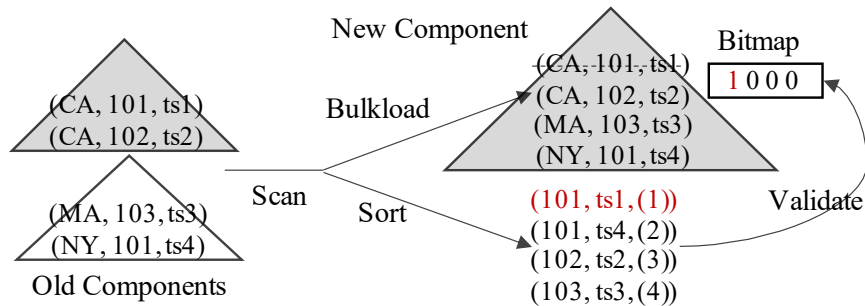 New Component
Bitmap
(CA, 101, ts1)
(CA, 102, ts2)
(MA, 103, ts3)
(NY, 101, ts4)
1 0 0 0
(CA, 101, ts1)
(CA, 102, ts2)
Bulkload
(MA, 103, ts3)
(NY, 101, ts4)
Old Components
Scan
Sort
(101, ts1, (1))
(101, ts4, (2))
(102, ts2, (3))
(103, ts3, (4))
Validate